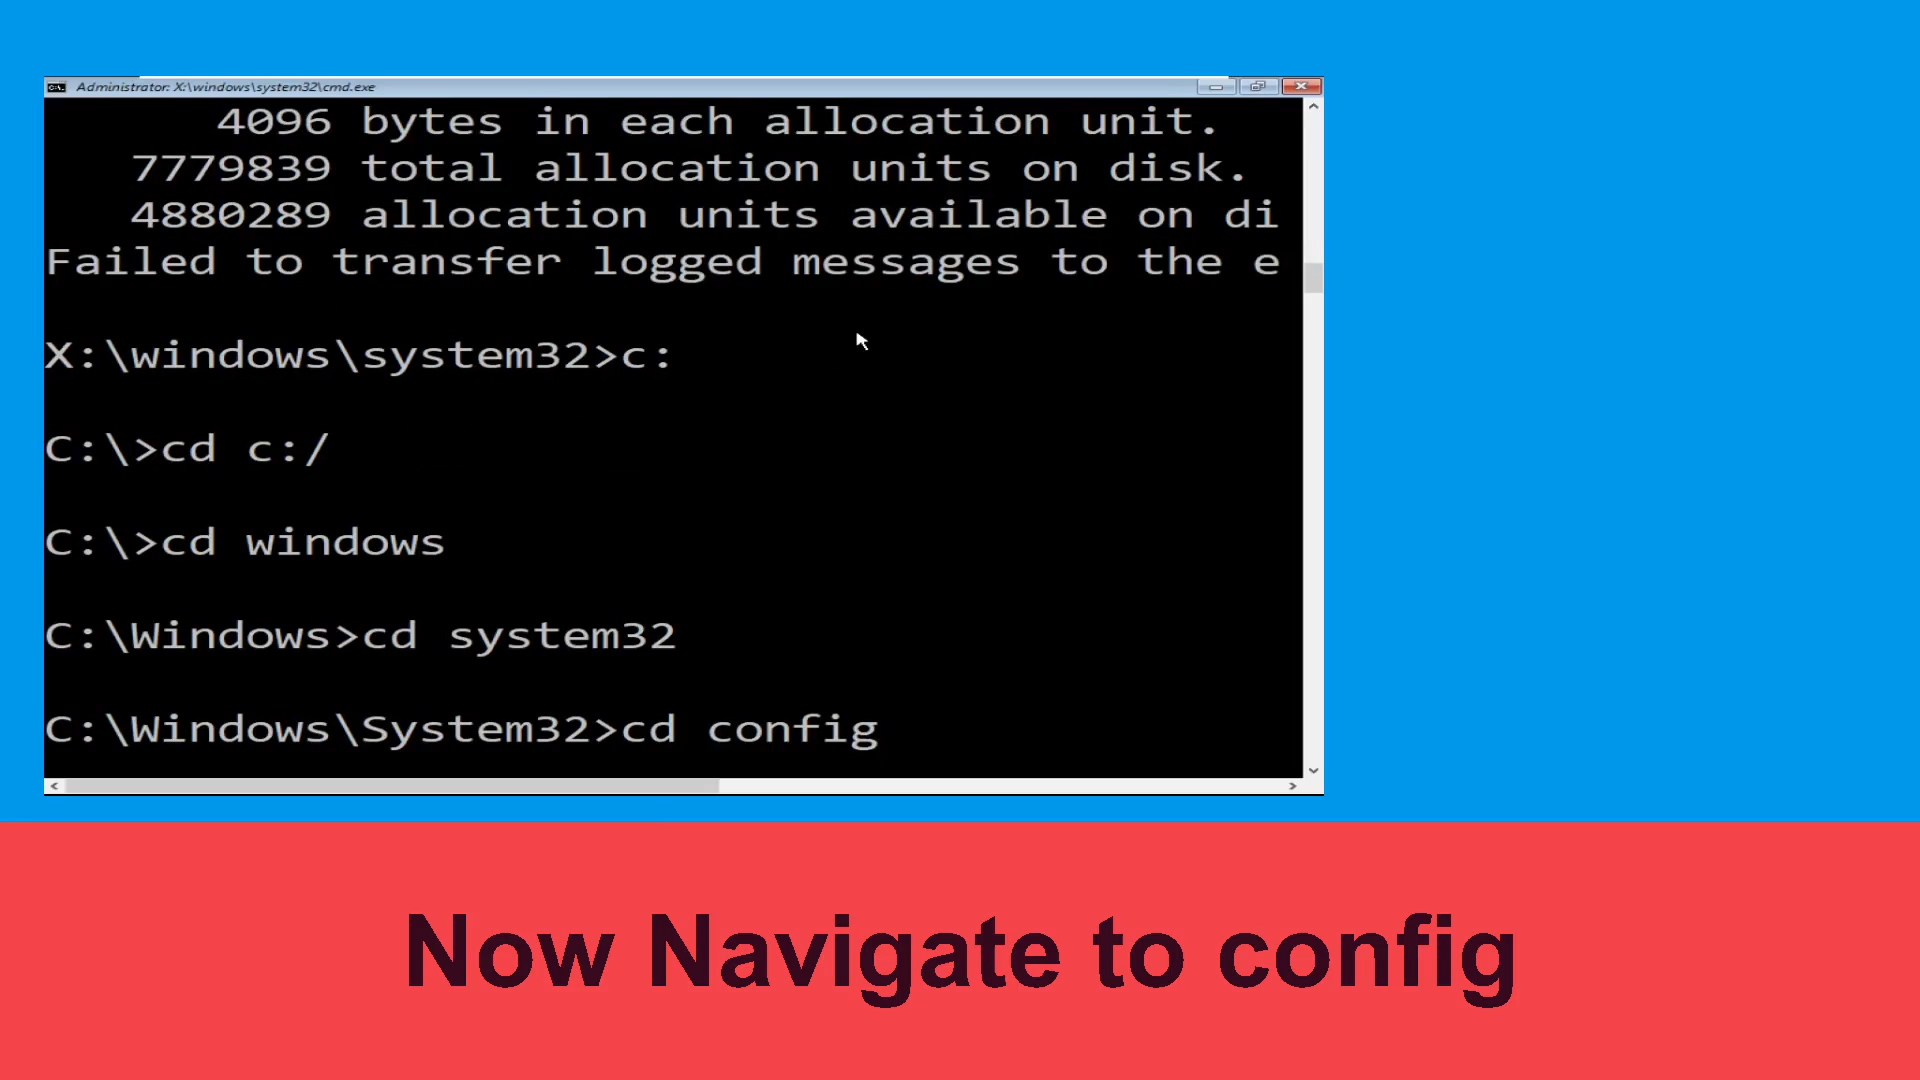 Administrator: X:\windows\system32\cmd.exe
4096 bytes in each allocation unit.
7779839 total allocation units on disk.
4880289 allocation units available on di
Failed to transfer logged messages to the e
X:\windows\system32>c:
C:\>cd c:/
C:\>cd windows
C:\Windows>cd system32
C:\Windows\System32>cd config
Now Navigate to config